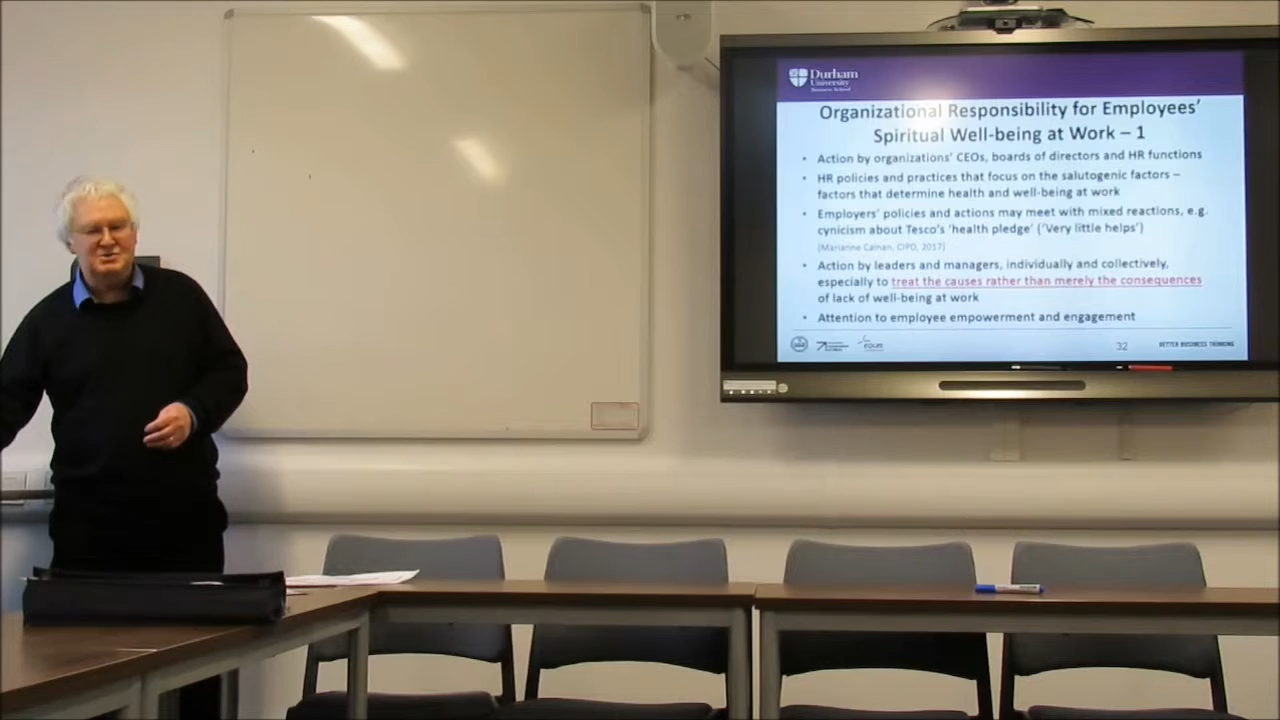 Durham
University
Business School
Organizational Responsibility for Employees'
Spiritual Well-being at Work – 1
• Action by organizations' CEOs, boards of directors and HR functions
• HR policies and practices that focus on the salutogenic factors –
factors that determine health and well-being at work
• Employers' policies and actions may meet with mixed reactions, e.g.
cynicism about Tesco's 'health pledge' ('Very little helps')
(Marianne Calnan, CIPD, 2017)
• Action by leaders and managers, individually and collectively,
especially to treat the causes rather than merely the consequences
of lack of well-being at work
• Attention to employee empowerment and engagement
EQUIS
32
BETTER BUSINESS THINKING